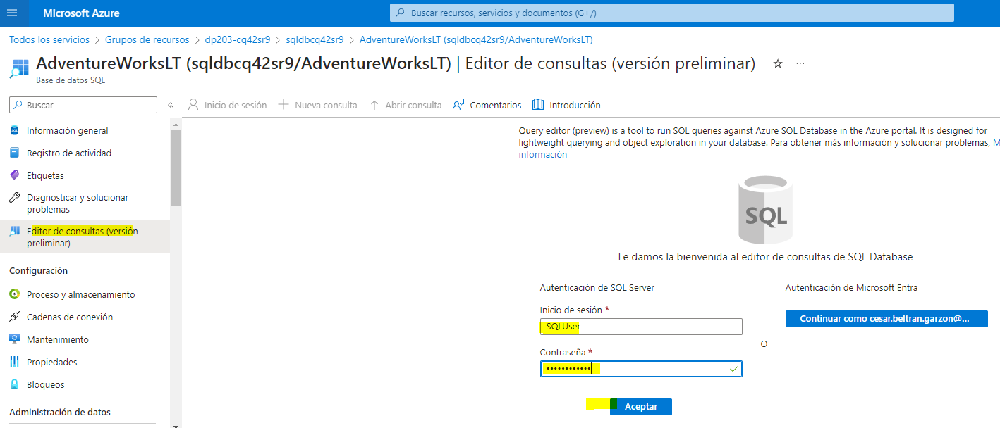 Microsoft Azure
Buscar recursos, servicios y documentos (G+/)
Todos los servicios > Grupos de recursos > dp203-cq42sr9 > sqldbcq42sr9 > AdventureWorksLT (sqldbcq42sr9/AdventureWorksLT)
AdventureWorksLT (sqldbcq42sr9/AdventureWorksLT) | Editor de consultas (versión preliminar)
Base de datos SQL
Buscar
Inicio de sesión
Nueva consulta
Abrir consulta
Comentarios
Introducción
SQL
Información general
Registro de actividad
Etiquetas
Diagnosticar y solucionar
problemas
Editor de consultas (versión
preliminar)
Configuración
Proceso y almacenamiento
Cadenas de conexión
Mantenimiento
Propiedades
Bloqueos
Administración de datos
Query editor (preview) is a tool to run SQL queries against Azure SQL Database in the Azure portal. It is designed for
lightweight querying and object exploration in your database. Para obtener más información y solucionar problemas, M
información
SQL
Le damos la bienvenida al editor de consultas de SQL Database
Autenticación de SQL Server
Inicio de sesión *
SQLUser
Contraseña *
••••••••••••
Aceptar
O
Autenticación de Microsoft Entra
Continuar como cesar.beltran.garzon@...